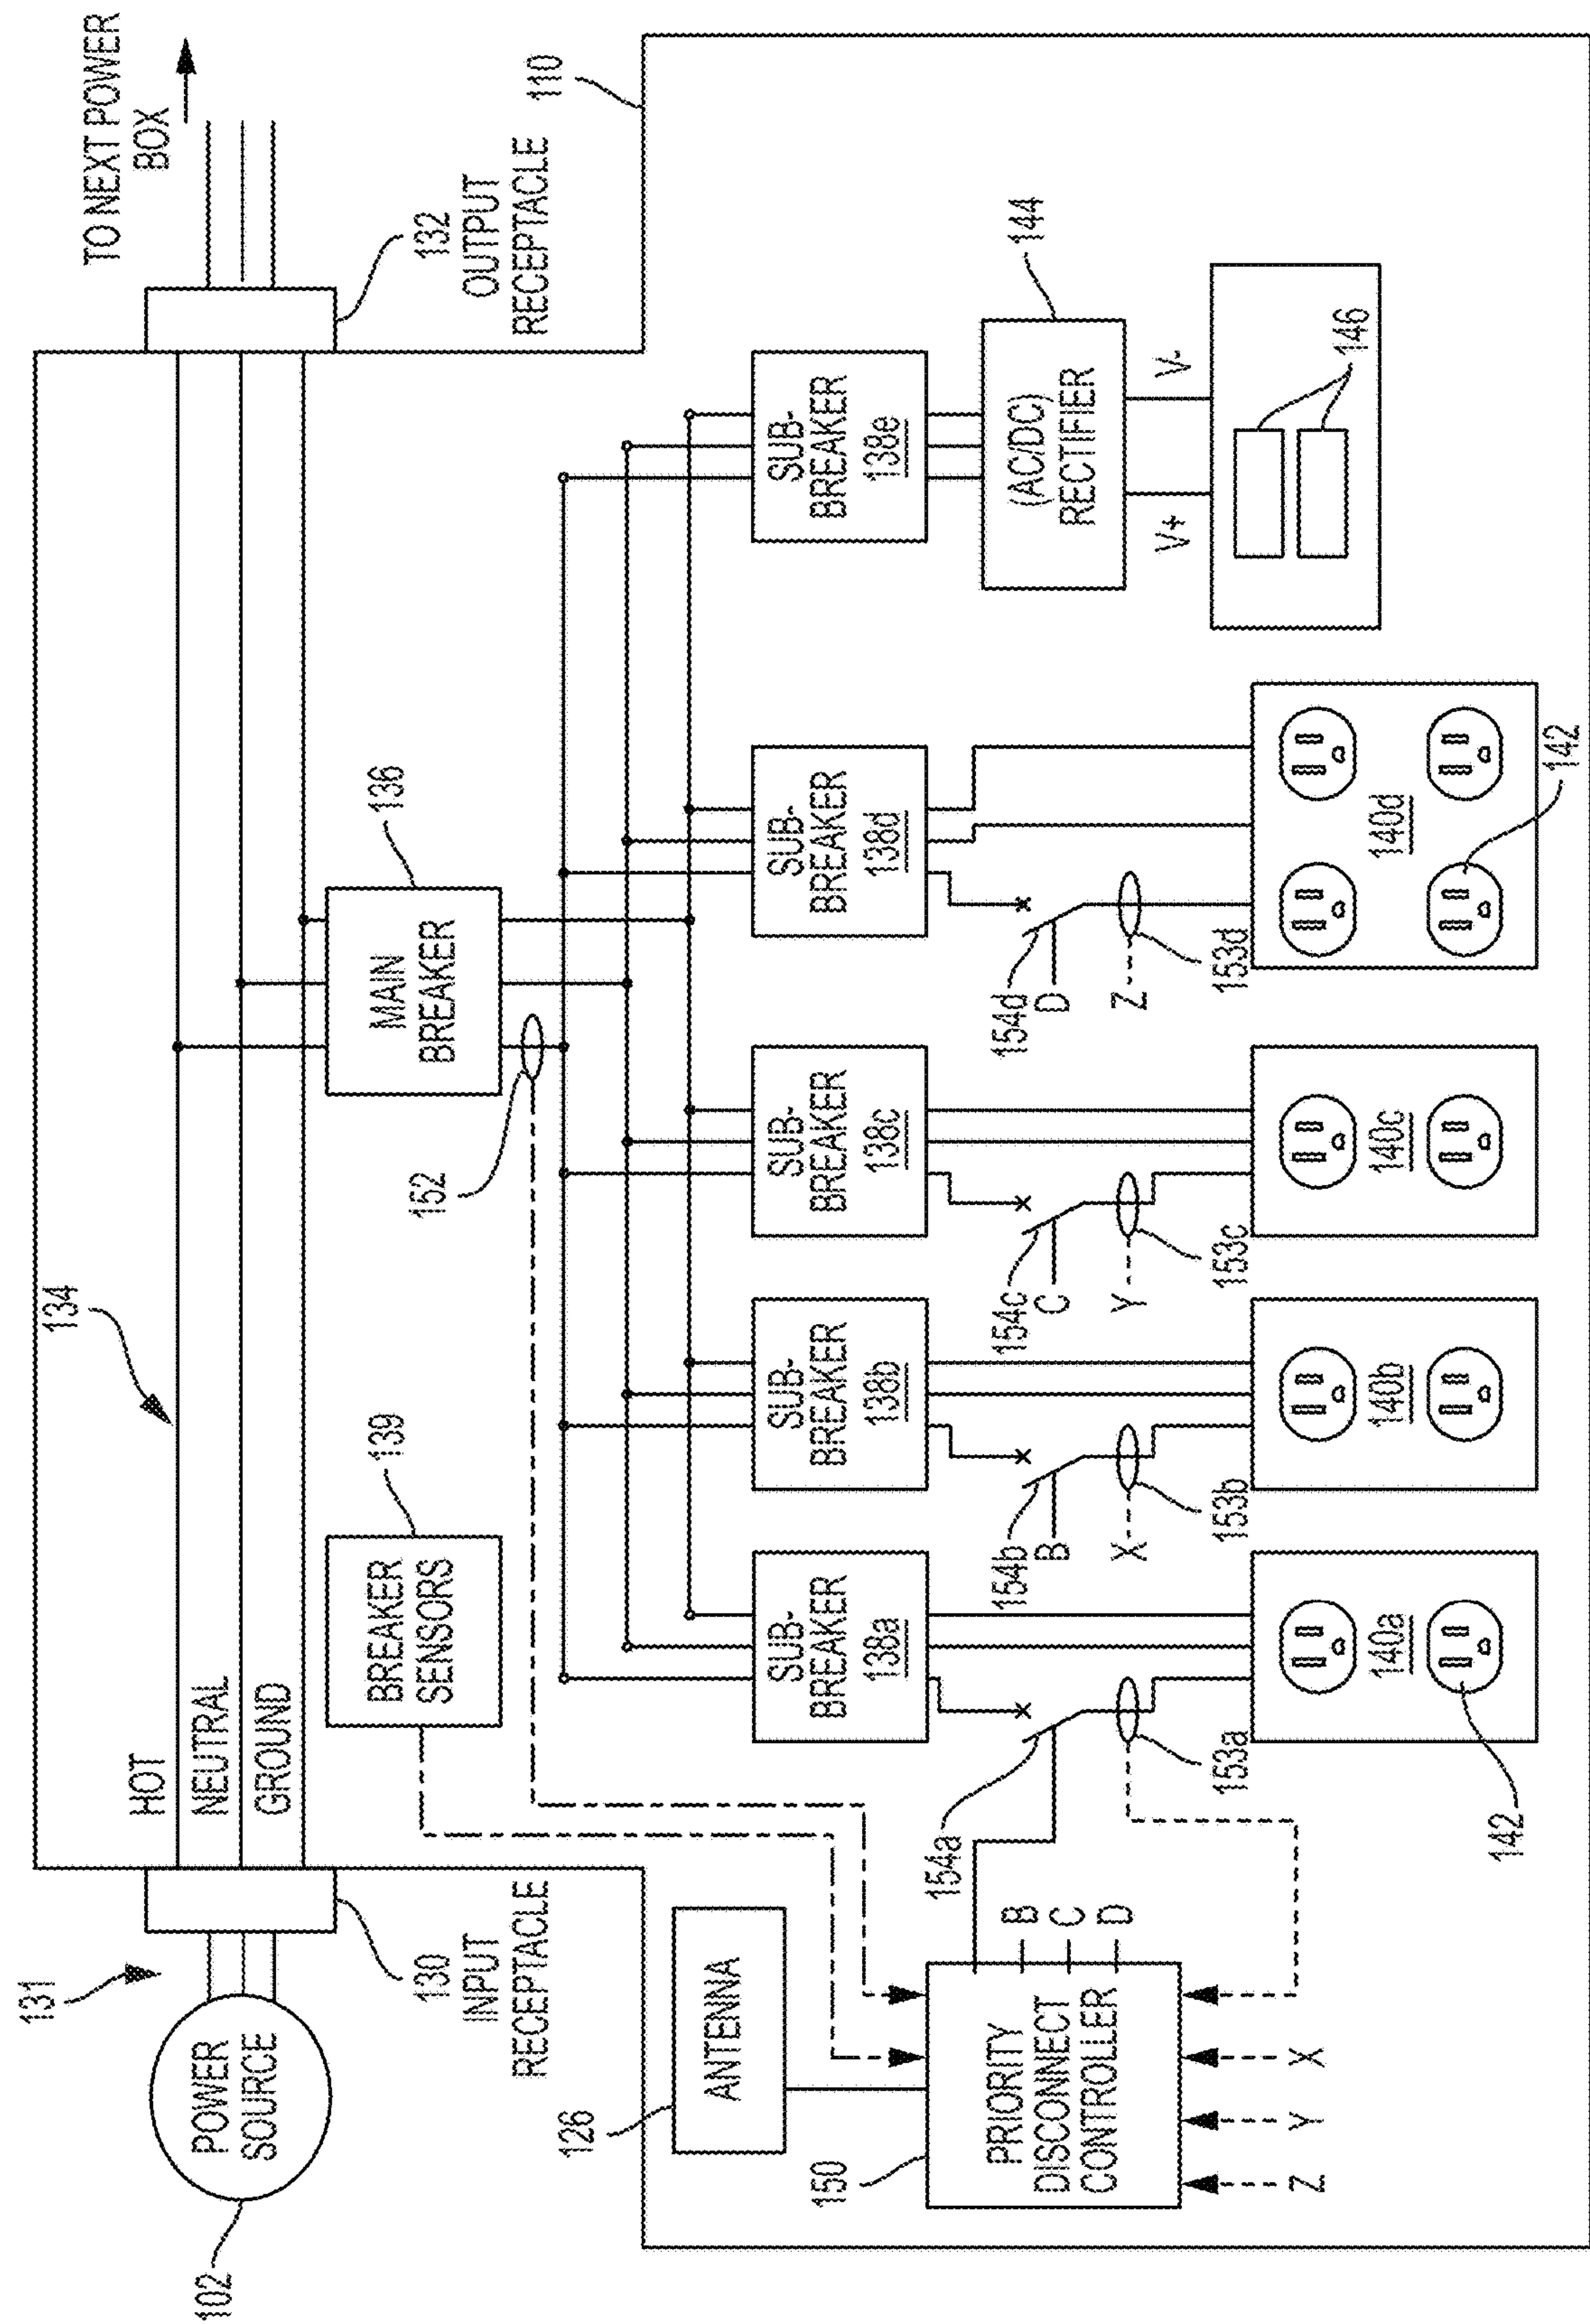 TO NEXT POWER
BOX
134
131
HOT
NEUTRAL
GROUND
POWER
SOURCE
102
130
INPUT
RECEPTACLE
132
OUTPUT
RECEPTACLE
110
139
BREAKER
SENSORS
136
MAIN
BREAKER
152
126
ANTENNA
SUB-
BREAKER
138a
SUB-
BREAKER
138b
SUB-
BREAKER
138c
SUB-
BREAKER
138d
SUB-
BREAKER
138e
144
(AC/DC)
RECTIFIER
V+
V-
146
150
PRIORITY
DISCONNECT
CONTROLLER
B
C
D
Z
Y
X
154a
154b
B
X
154c
C
Y
154d
D
Z
153a
153b
153c
153d
140a
140b
140c
140d
142
142